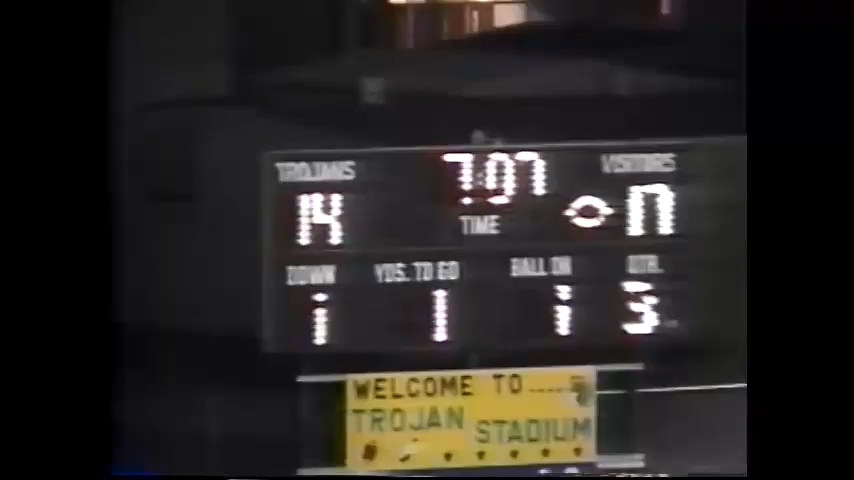 TROJANS 7:07 VISITORS
14 TIME
DOWN YDS. TO GO BALL ON QTR.
1 1 1 3
WELCOME TO.....
TROJAN STADIUM